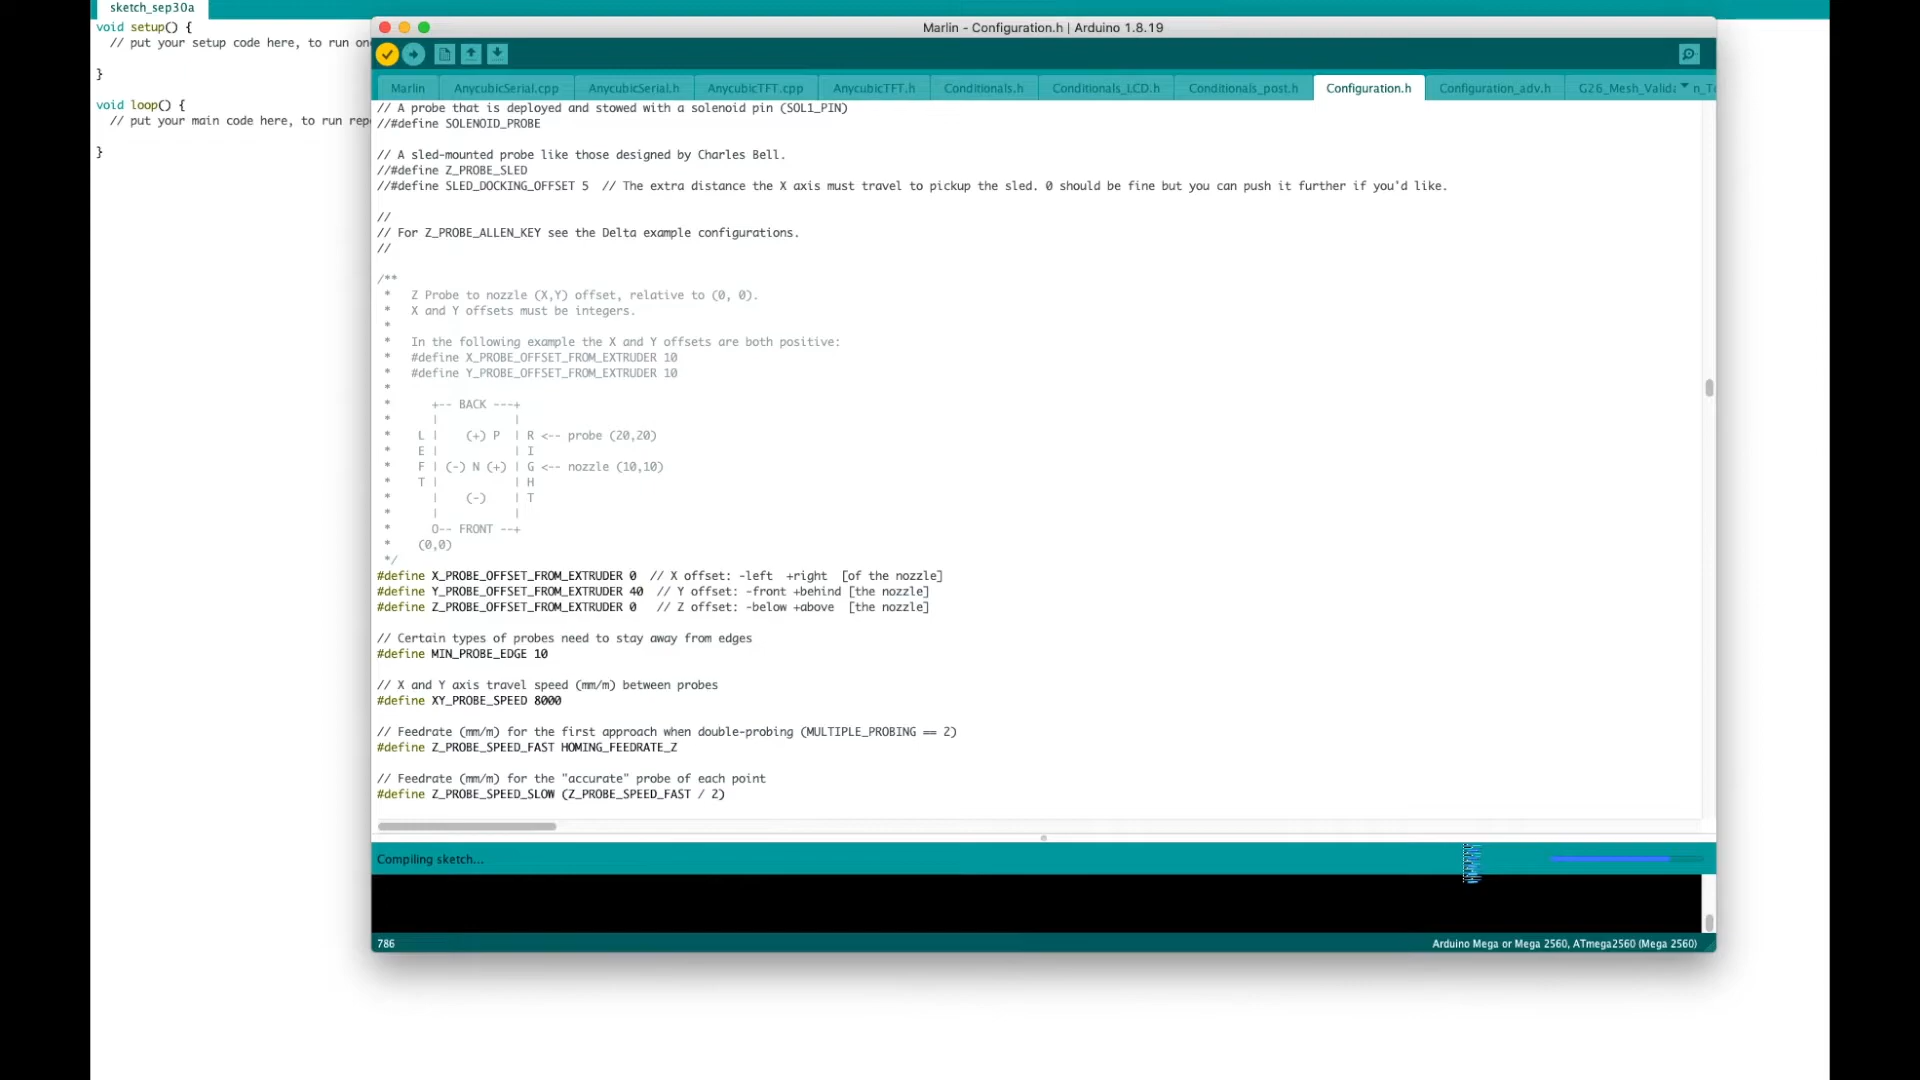 sketch_sep30a
void setup() {
// put your setup code here, to run on
}
void loop() {
// put your main code here, to run rep
}
Marlin - Configuration.h | Arduino 1.8.19
Marlin AnycubicSerial.cpp AnycubicSerial.h AnycubicTFT.cpp AnycubicTFT.h Conditionals.h Conditionals_LCD.h Conditionals_post.h Configuration.h Configuration_adv.h G26_Mesh_Valida n_To
// A probe that is deployed and stowed with a solenoid pin (SOL1_PIN)
//#define SOLENOID_PROBE
// A sled-mounted probe like those designed by Charles Bell.
//#define Z_PROBE_SLED
//#define SLED_DOCKING_OFFSET 5  // The extra distance the X axis must travel to pickup the sled. 0 should be fine but you can push it further if you'd like.
//
// For Z_PROBE_ALLEN_KEY see the Delta example configurations.
//
/**
*   Z Probe to nozzle (X,Y) offset, relative to (0, 0).
*   X and Y offsets must be integers.
*
*   In the following example the X and Y offsets are both positive:
*   #define X_PROBE_OFFSET_FROM_EXTRUDER 10
*   #define Y_PROBE_OFFSET_FROM_EXTRUDER 10
*
*      +-- BACK ---+
*      |           |
*    L |    (+) P  | R <-- probe (20,20)
*    E |           | I
*    F | (-) N (+) | G <-- nozzle (10,10)
*    T |           | H
*      |    (-)    | T
*      |           |
*      O-- FRONT --+
*    (0,0)
*/
#define X_PROBE_OFFSET_FROM_EXTRUDER 0  // X offset: -left  +right  [of the nozzle]
#define Y_PROBE_OFFSET_FROM_EXTRUDER 40  // Y offset: -front +behind [the nozzle]
#define Z_PROBE_OFFSET_FROM_EXTRUDER 0   // Z offset: -below +above  [the nozzle]
// Certain types of probes need to stay away from edges
#define MIN_PROBE_EDGE 10
// X and Y axis travel speed (mm/m) between probes
#define XY_PROBE_SPEED 8000
// Feedrate (mm/m) for the first approach when double-probing (MULTIPLE_PROBING == 2)
#define Z_PROBE_SPEED_FAST HOMING_FEEDRATE_Z
// Feedrate (mm/m) for the "accurate" probe of each point
#define Z_PROBE_SPEED_SLOW (Z_PROBE_SPEED_FAST / 2)
Compiling sketch...
786
Arduino Mega or Mega 2560, ATmega2560 (Mega 2560)